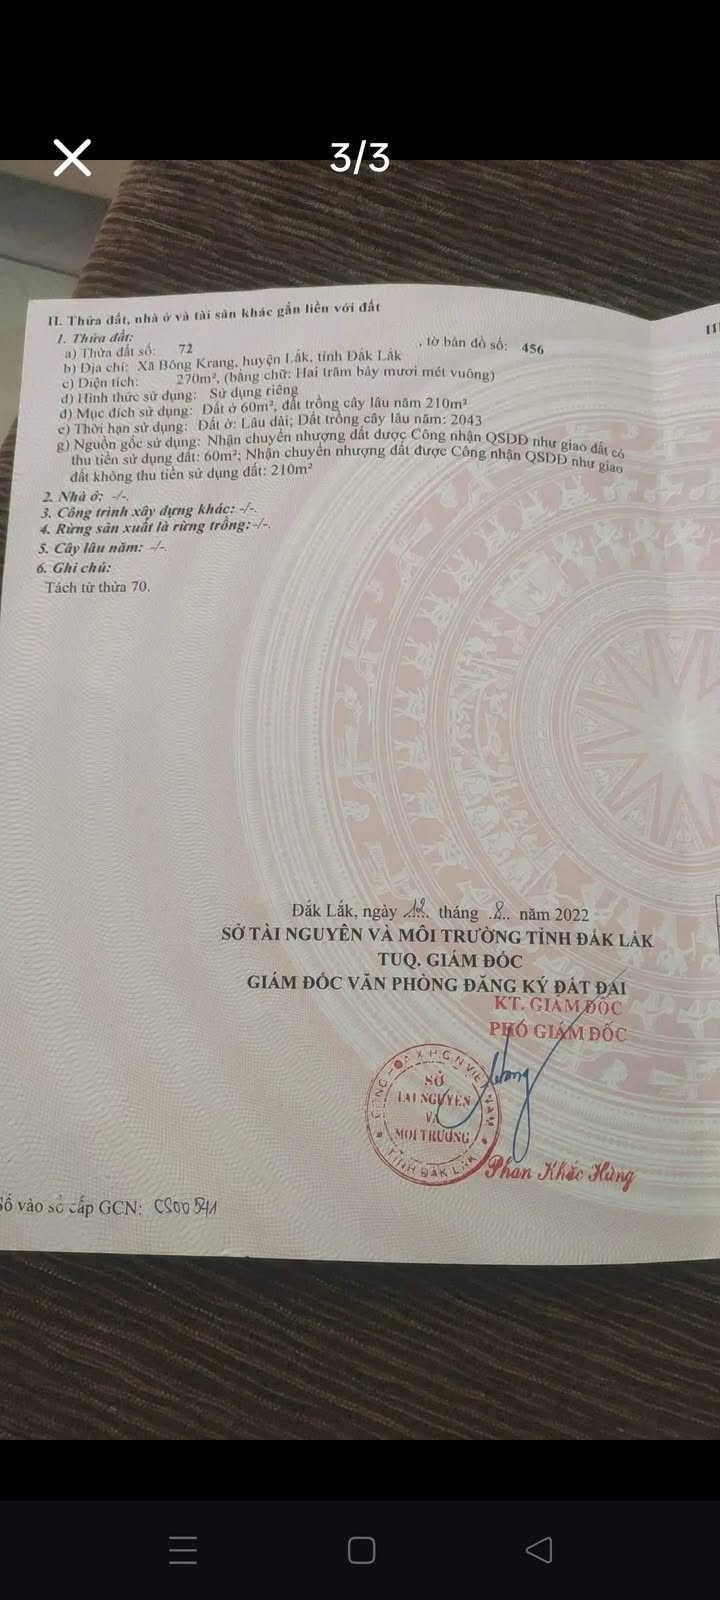 3/3
II. Thửa đất, nhà ở và tài sản khác gắn liền với đất
1. Thửa đất:
a) Thửa đất số: 72 , tờ bản đồ số: 456
b) Địa chỉ: Xã Bông Krang, huyện Lắk, tỉnh Đắk Lắk
c) Diện tích: 270m², (bằng chữ: Hai trăm bảy mươi mét vuông)
d) Hình thức sử dụng: Sử dụng riêng
đ) Mục đích sử dụng: Đất ở 60m², đất trồng cây lâu năm 210m²
e) Thời hạn sử dụng: Đất ở: Lâu dài; Đất trồng cây lâu năm: 2043
g) Nguồn gốc sử dụng: Nhận chuyển nhượng đất được Công nhận QSDĐ như giao đất có
thu tiền sử dụng đất: 60m²; Nhận chuyển nhượng đất được Công nhận QSDĐ như giao
đất không thu tiền sử dụng đất: 210m²
2. Nhà ở: -/-.
3. Công trình xây dựng khác: -/-.
4. Rừng sản xuất là rừng trồng: -/-.
5. Cây lâu năm: -/-.
6. Ghi chú:
Tách từ thửa 70.
Đắk Lắk, ngày 12 tháng 8 năm 2022
SỞ TÀI NGUYÊN VÀ MÔI TRƯỜNG TỈNH ĐẮK LẮK
TUQ. GIÁM ĐỐC
GIÁM ĐỐC VĂN PHÒNG ĐĂNG KÝ ĐẤT ĐAI
KT. GIÁM ĐỐC
PHÓ GIÁM ĐỐC
CỘNG HÒA X.H.C.N VIỆT NAM
SỞ
TÀI NGUYÊN
VÀ
MÔI TRƯỜNG
TỈNH ĐẮK LẮK
Phan Khắc Hùng
Số vào sổ cấp GCN: CS00541